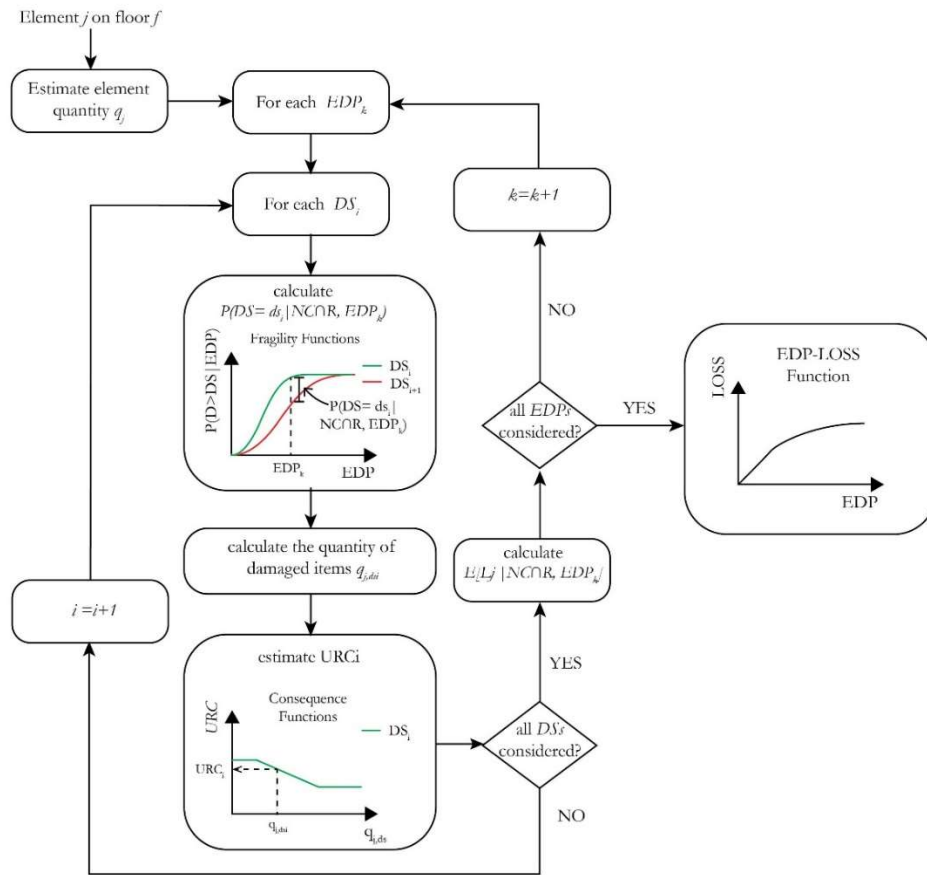 Element j on floor f
Estimate element
quantity q_j
For each EDP_k
For each DS_i
k=k+1
calculate
P(DS= ds_i|NC∩R, EDP_k)
Fragility Functions
P(D>DS|EDP)
DS_i
DS_i+1
P(DS= ds_i|
NC∩R, EDP_k)
EDP_k
EDP
NO
all EDPs
considered?
YES
EDP-LOSS
Function
LOSS
EDP
calculate the quantity of
damaged items q_j,dsi
calculate
E[Lj |NC∩R, EDP_k]
i =i+1
YES
estimate URCi
Consequence
Functions
URC
DS_i
URC_i
q_j,dsi
q_j,ds
all DSs
considered?
NO